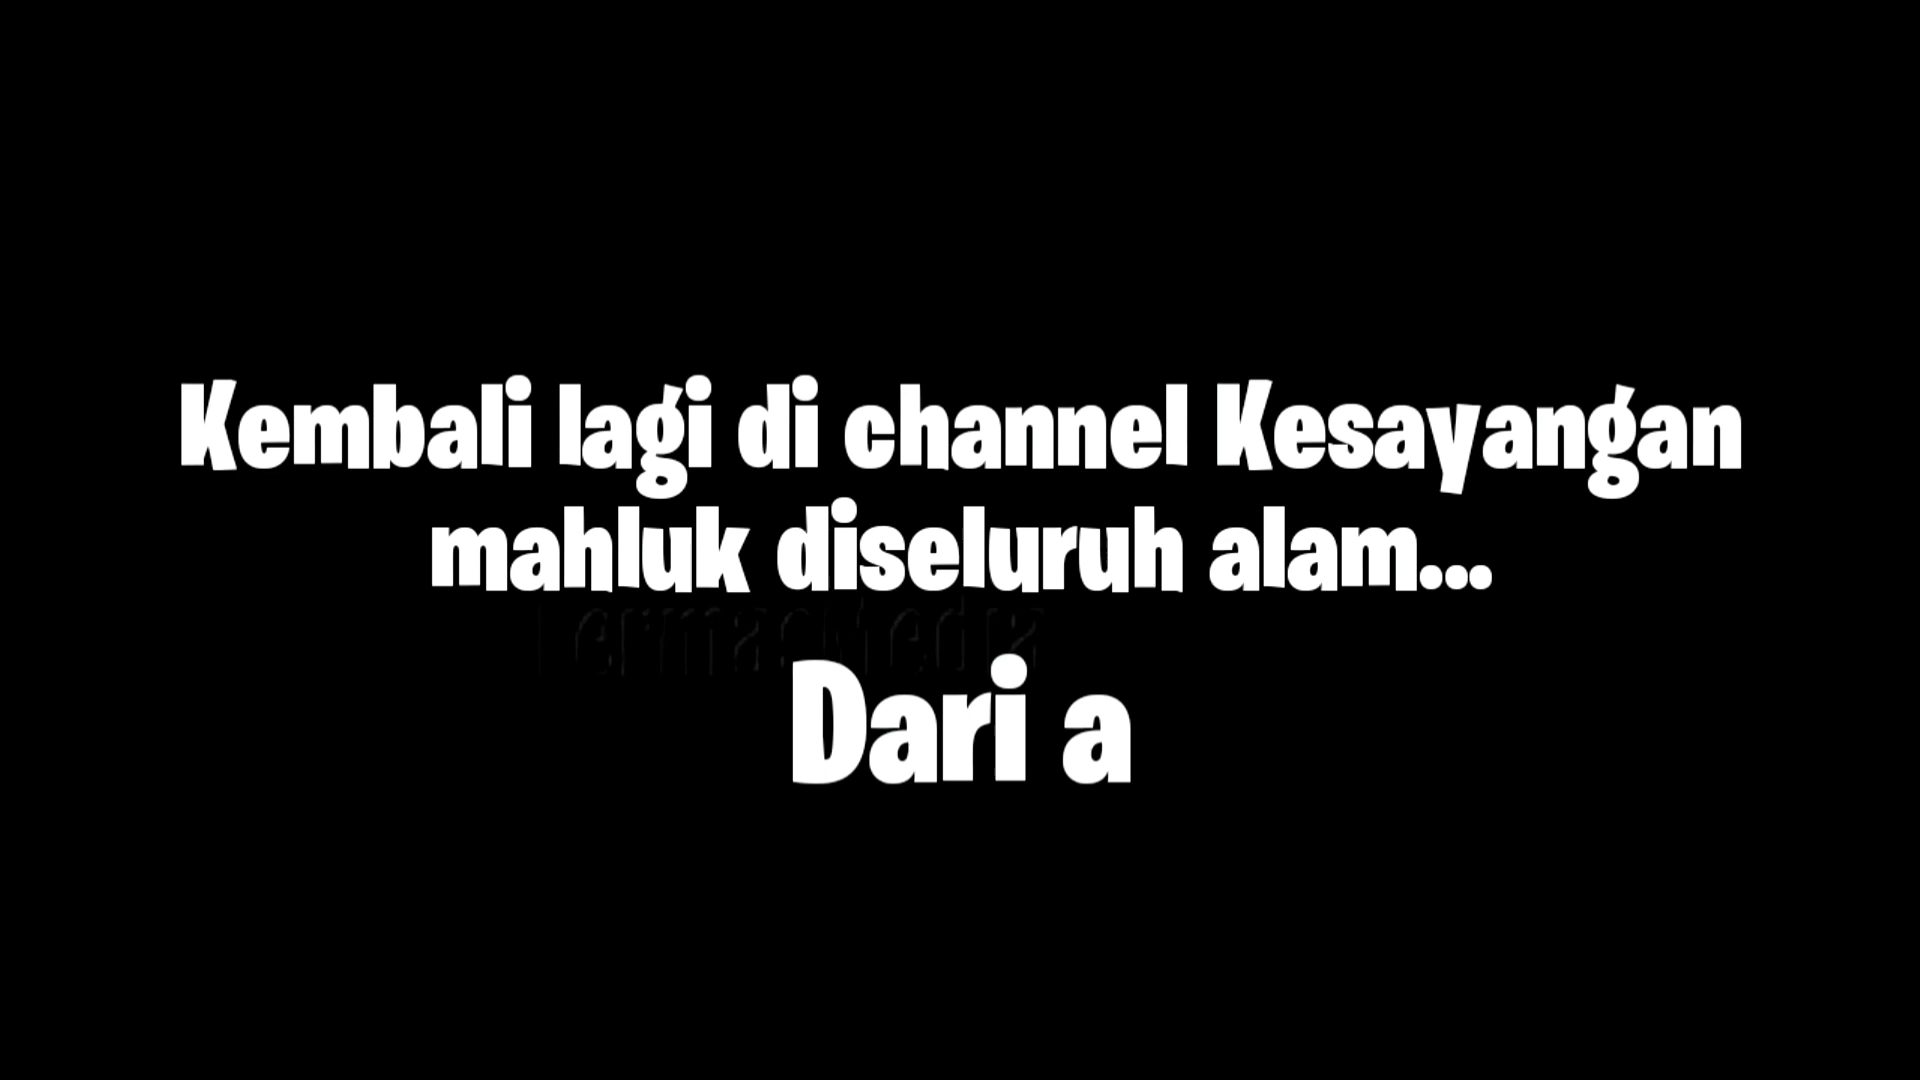 Kembali lagi di channel Kesayangan
mahluk diseluruh alam...
Dari a